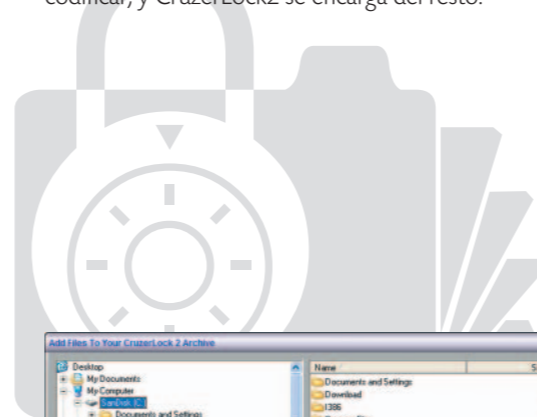 codificar, y CruzerLock2 se encarga del resto.
Add Files To Your CruzerLock 2 Archive
Desktop
My Documents
My Computer
SanDisk (C:)
Documents and Settings
Name
Documents and Settings
Download
I386